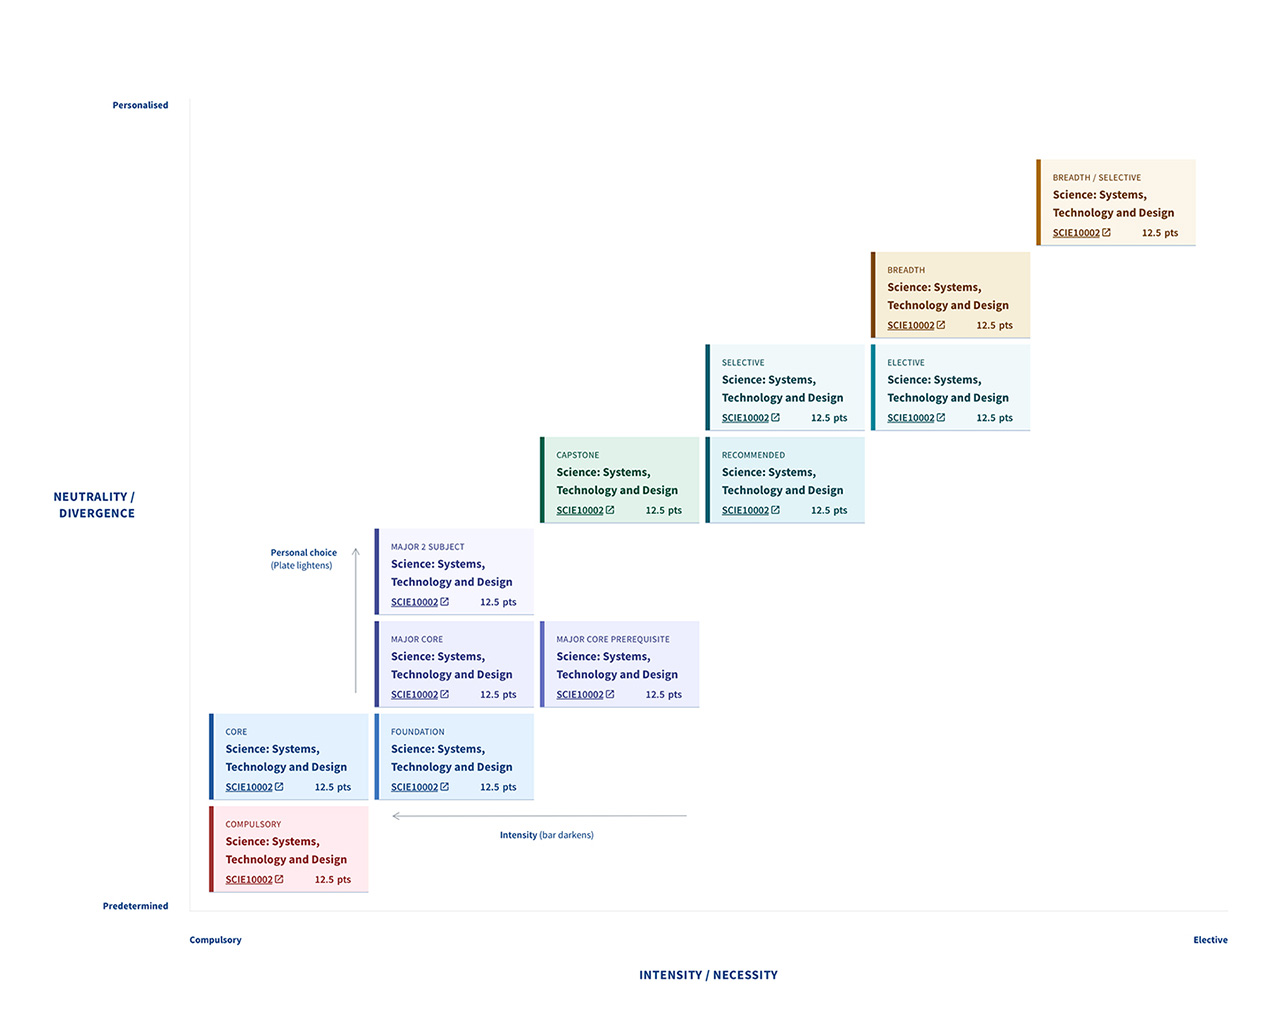 Personalised
BREADTH / SELECTIVE
Science: Systems,
Technology and Design
SCIE10002 12.5 pts
BREADTH
Science: Systems,
Technology and Design
SCIE10002 12.5 pts
SELECTIVE
Science: Systems,
Technology and Design
SCIE10002 12.5 pts
ELECTIVE
Science: Systems,
Technology and Design
SCIE10002 12.5 pts
CAPSTONE
Science: Systems,
Technology and Design
SCIE10002 12.5 pts
RECOMMENDED
Science: Systems,
Technology and Design
SCIE10002 12.5 pts
NEUTRALITY /
DIVERGENCE
Personal choice
(Plate lightens)
MAJOR 2 SUBJECT
Science: Systems,
Technology and Design
SCIE10002 12.5 pts
MAJOR CORE
Science: Systems,
Technology and Design
SCIE10002 12.5 pts
MAJOR CORE PREREQUISITE
Science: Systems,
Technology and Design
SCIE10002 12.5 pts
CORE
Science: Systems,
Technology and Design
SCIE10002 12.5 pts
FOUNDATION
Science: Systems,
Technology and Design
SCIE10002 12.5 pts
Intensity (bar darkens)
COMPULSORY
Science: Systems,
Technology and Design
SCIE10002 12.5 pts
Predetermined
Compulsory
Elective
INTENSITY / NECESSITY